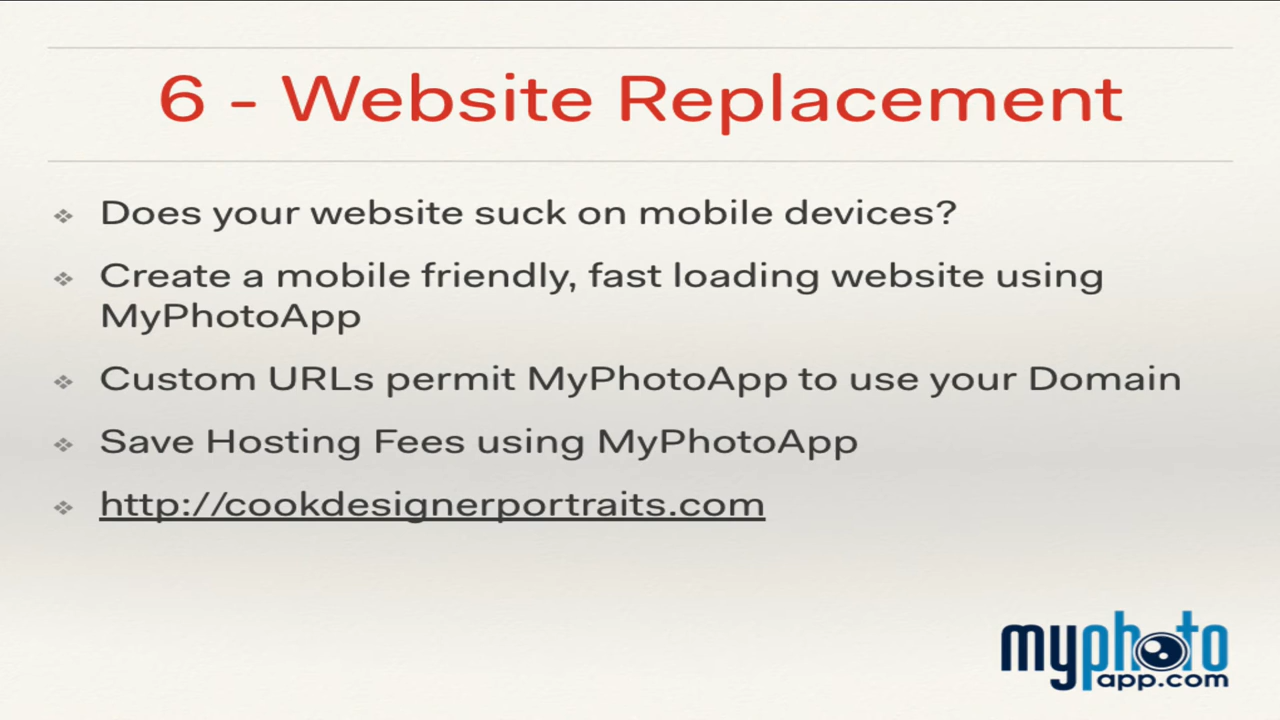 6 - Website Replacement
Does your website suck on mobile devices?
Create a mobile friendly, fast loading website using
MyPhotoApp
Custom URLs permit MyPhotoApp to use your Domain
Save Hosting Fees using MyPhotoApp
http://cookdesignerportraits.com
myphoto
app.com